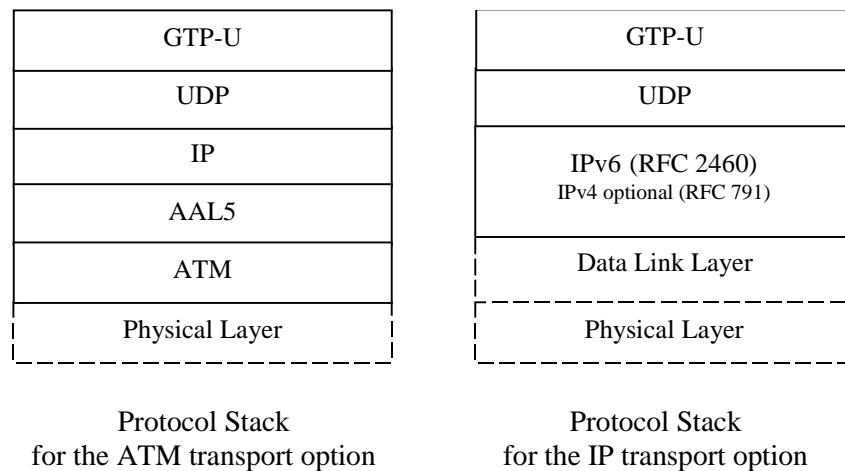 GTP-U
UDP
IP
AAL5
ATM
Physical Layer
Protocol Stack
for the ATM transport option
GTP-U
UDP
IPv6 (RFC 2460)
IPv4 optional (RFC 791)
Data Link Layer
Physical Layer
Protocol Stack
for the IP transport option